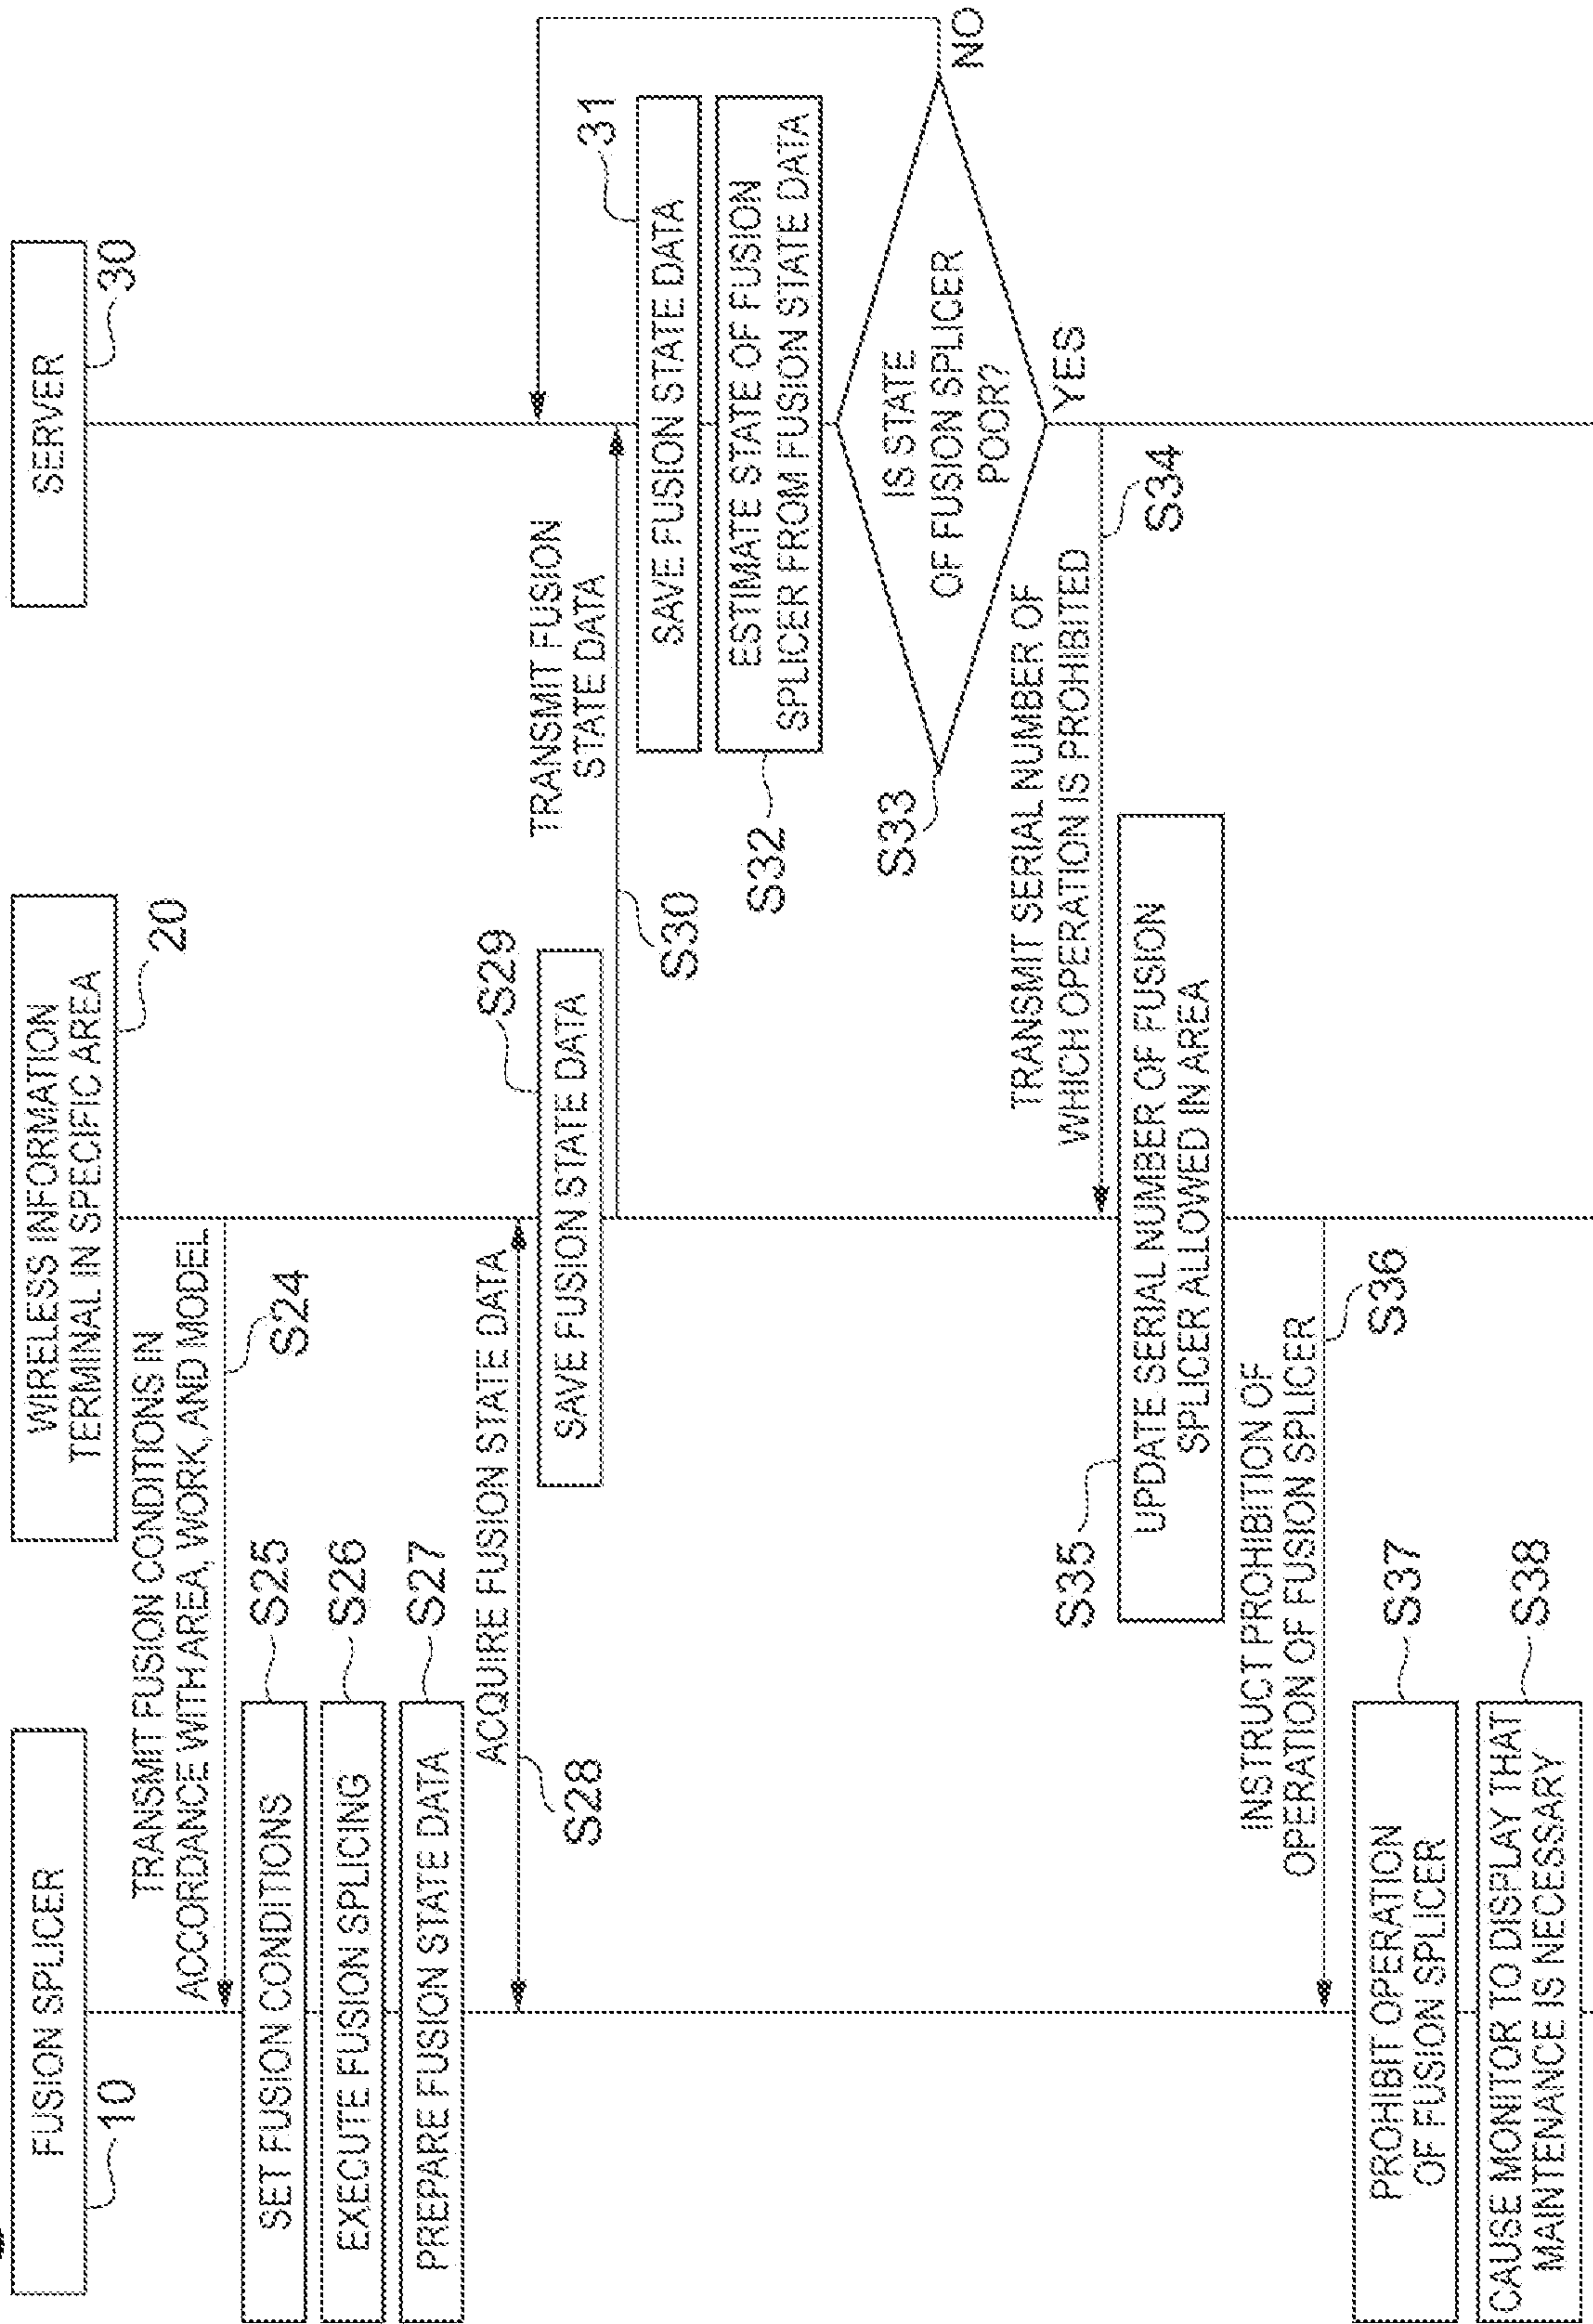 FUSION SPLICER
10
WIRELESS INFORMATION
TERMINAL IN SPECIFIC AREA
20
SERVER
30
TRANSMIT FUSION CONDITIONS IN
ACCORDANCE WITH AREA, WORK, AND MODEL
S24
SET FUSION CONDITIONS
S25
EXECUTE FUSION SPLICING
S26
PREPARE FUSION STATE DATA
S27
ACQUIRE FUSION STATE DATA
S28
SAVE FUSION STATE DATA
S29
TRANSMIT FUSION
STATE DATA
S30
SAVE FUSION STATE DATA
31
ESTIMATE STATE OF FUSION
SPLICER FROM FUSION STATE DATA
S32
IS STATE
OF FUSION SPLICER
POOR?
S33
NO
YES
TRANSMIT SERIAL NUMBER OF
WHICH OPERATION IS PROHIBITED
S34
UPDATE SERIAL NUMBER OF FUSION
SPLICER ALLOWED IN AREA
S35
INSTRUCT PROHIBITION OF
OPERATION OF FUSION SPLICER
S36
PROHIBIT OPERATION
OF FUSION SPLICER
S37
CAUSE MONITOR TO DISPLAY THAT
MAINTENANCE IS NECESSARY
S38